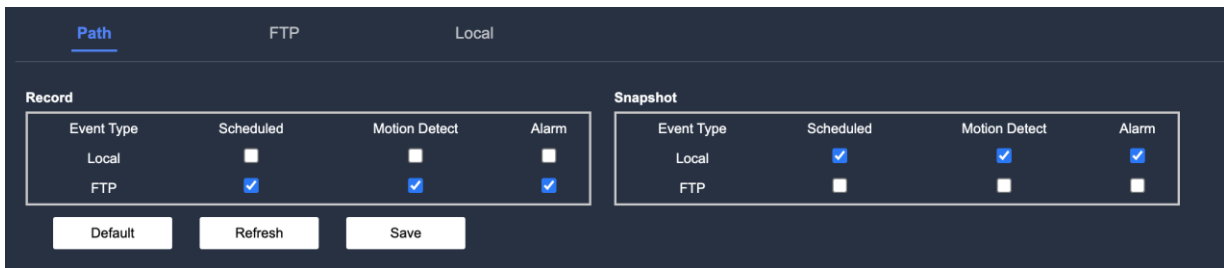 Path FTP Local
Record Snapshot
Event Type Scheduled Motion Detect Alarm Event Type Scheduled Motion Detect Alarm
Local Local
FTP FTP
Default Refresh Save